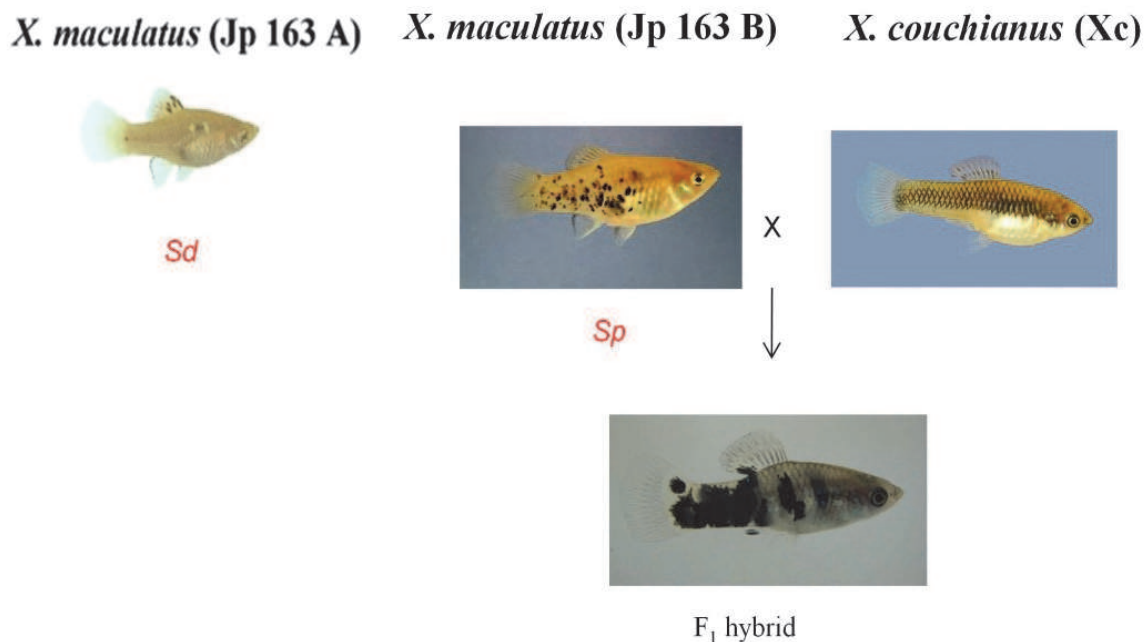 X. maculatus (Jp 163 A)
X. maculatus (Jp 163 B)
X. couchianus (Xc)
Sd
X
Sp
F₁ hybrid